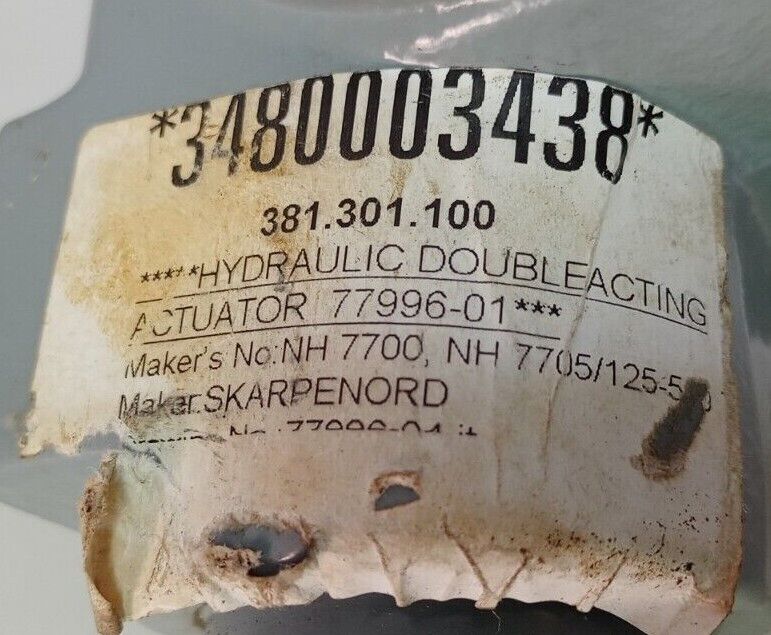 *3480003438*
381.301.100
*****HYDRAULIC DOUBLEACTING
ACTUATOR 77996-01***
Maker's No:NH 7700, NH 7705/125-5
Maker:SKARPENORD